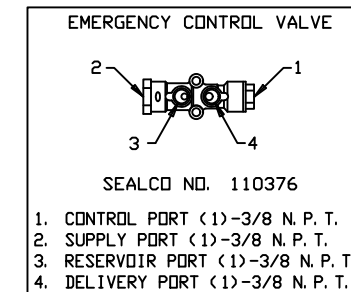 EMERGENCY CONTROL VALVE
2
1
3
4
SEALCO NO. 110376
1. CONTROL PORT (1)-3/8 N.P.T.
2. SUPPLY PORT (1)-3/8 N.P.T.
3. RESERVOIR PORT (1)-3/8 N.P.T
4. DELIVERY PORT (1)-3/8 N.P.T.